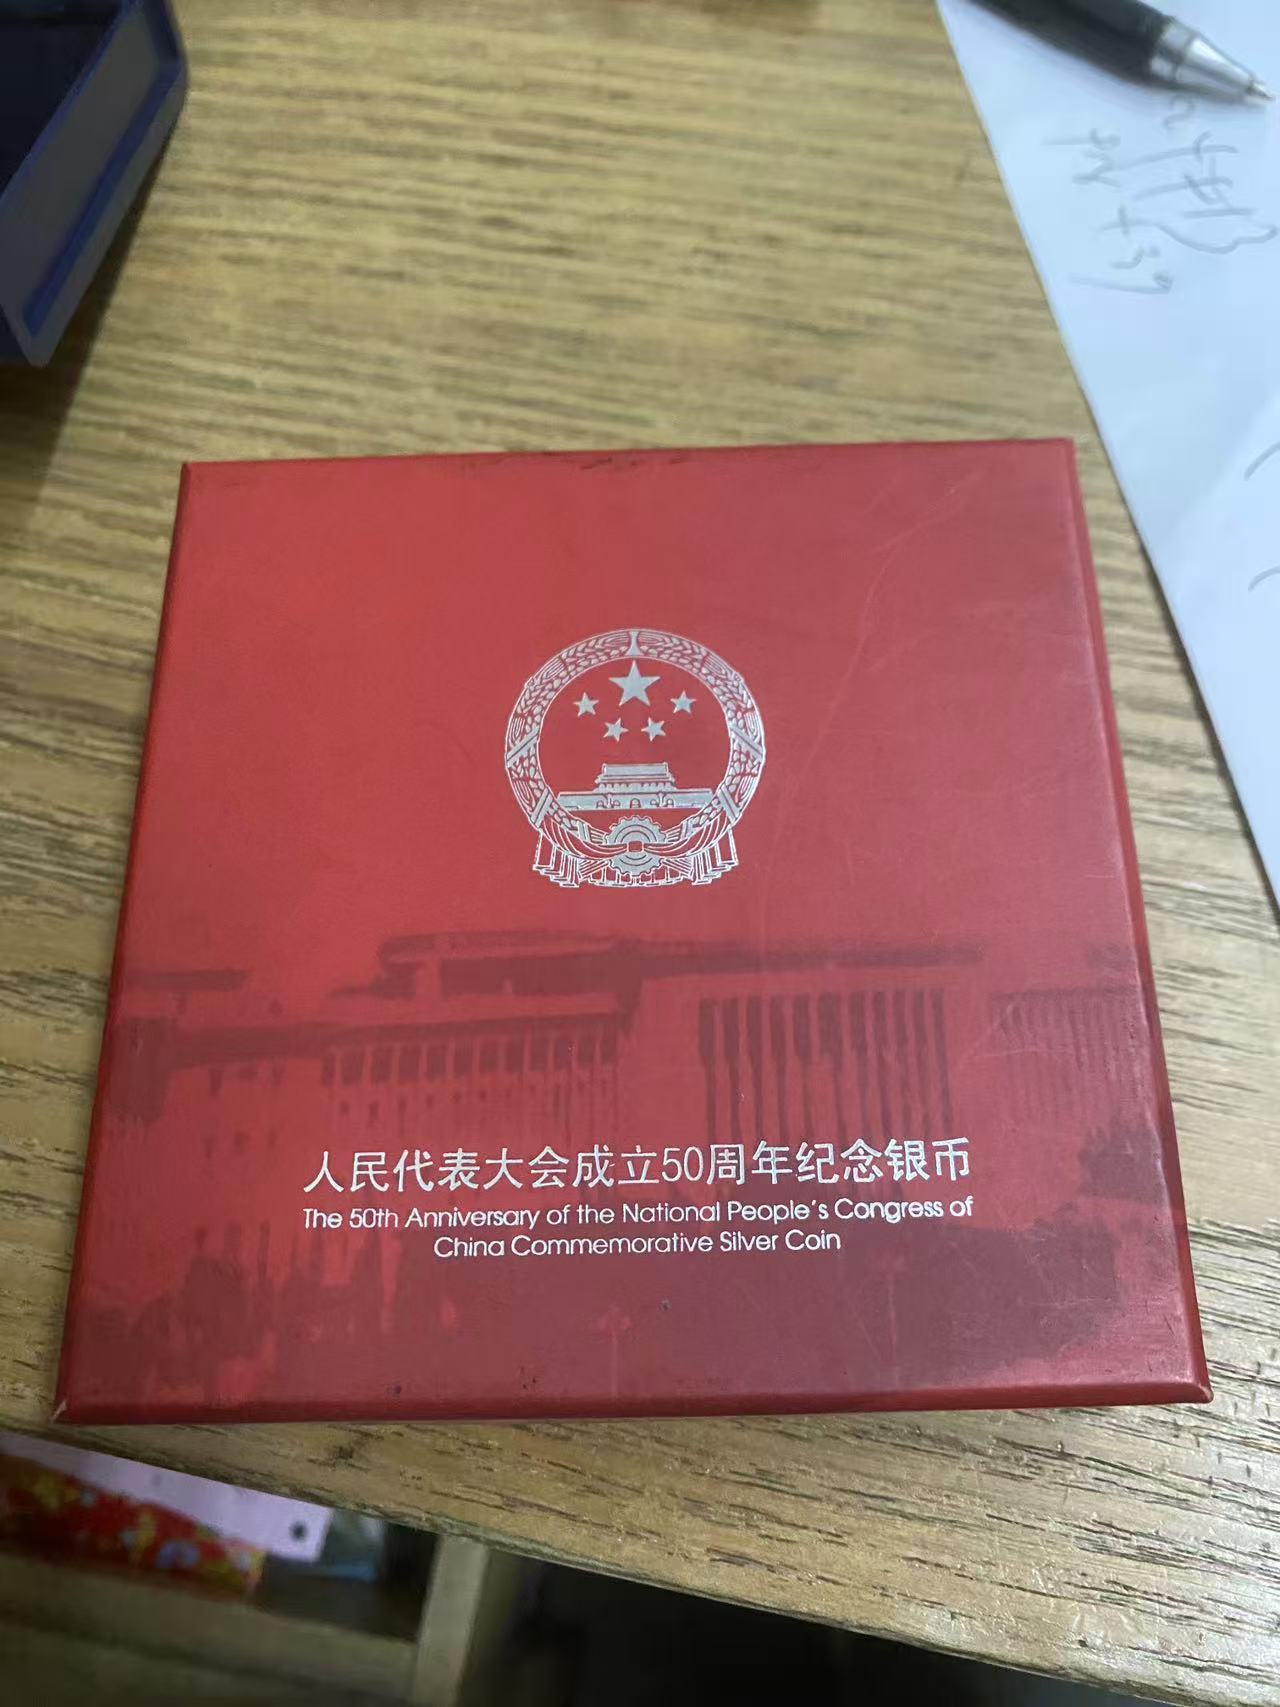 人民代表大会成立50周年纪念银币
The 50th Anniversary of the National People's Congress of
China Commemorative Silver Coin